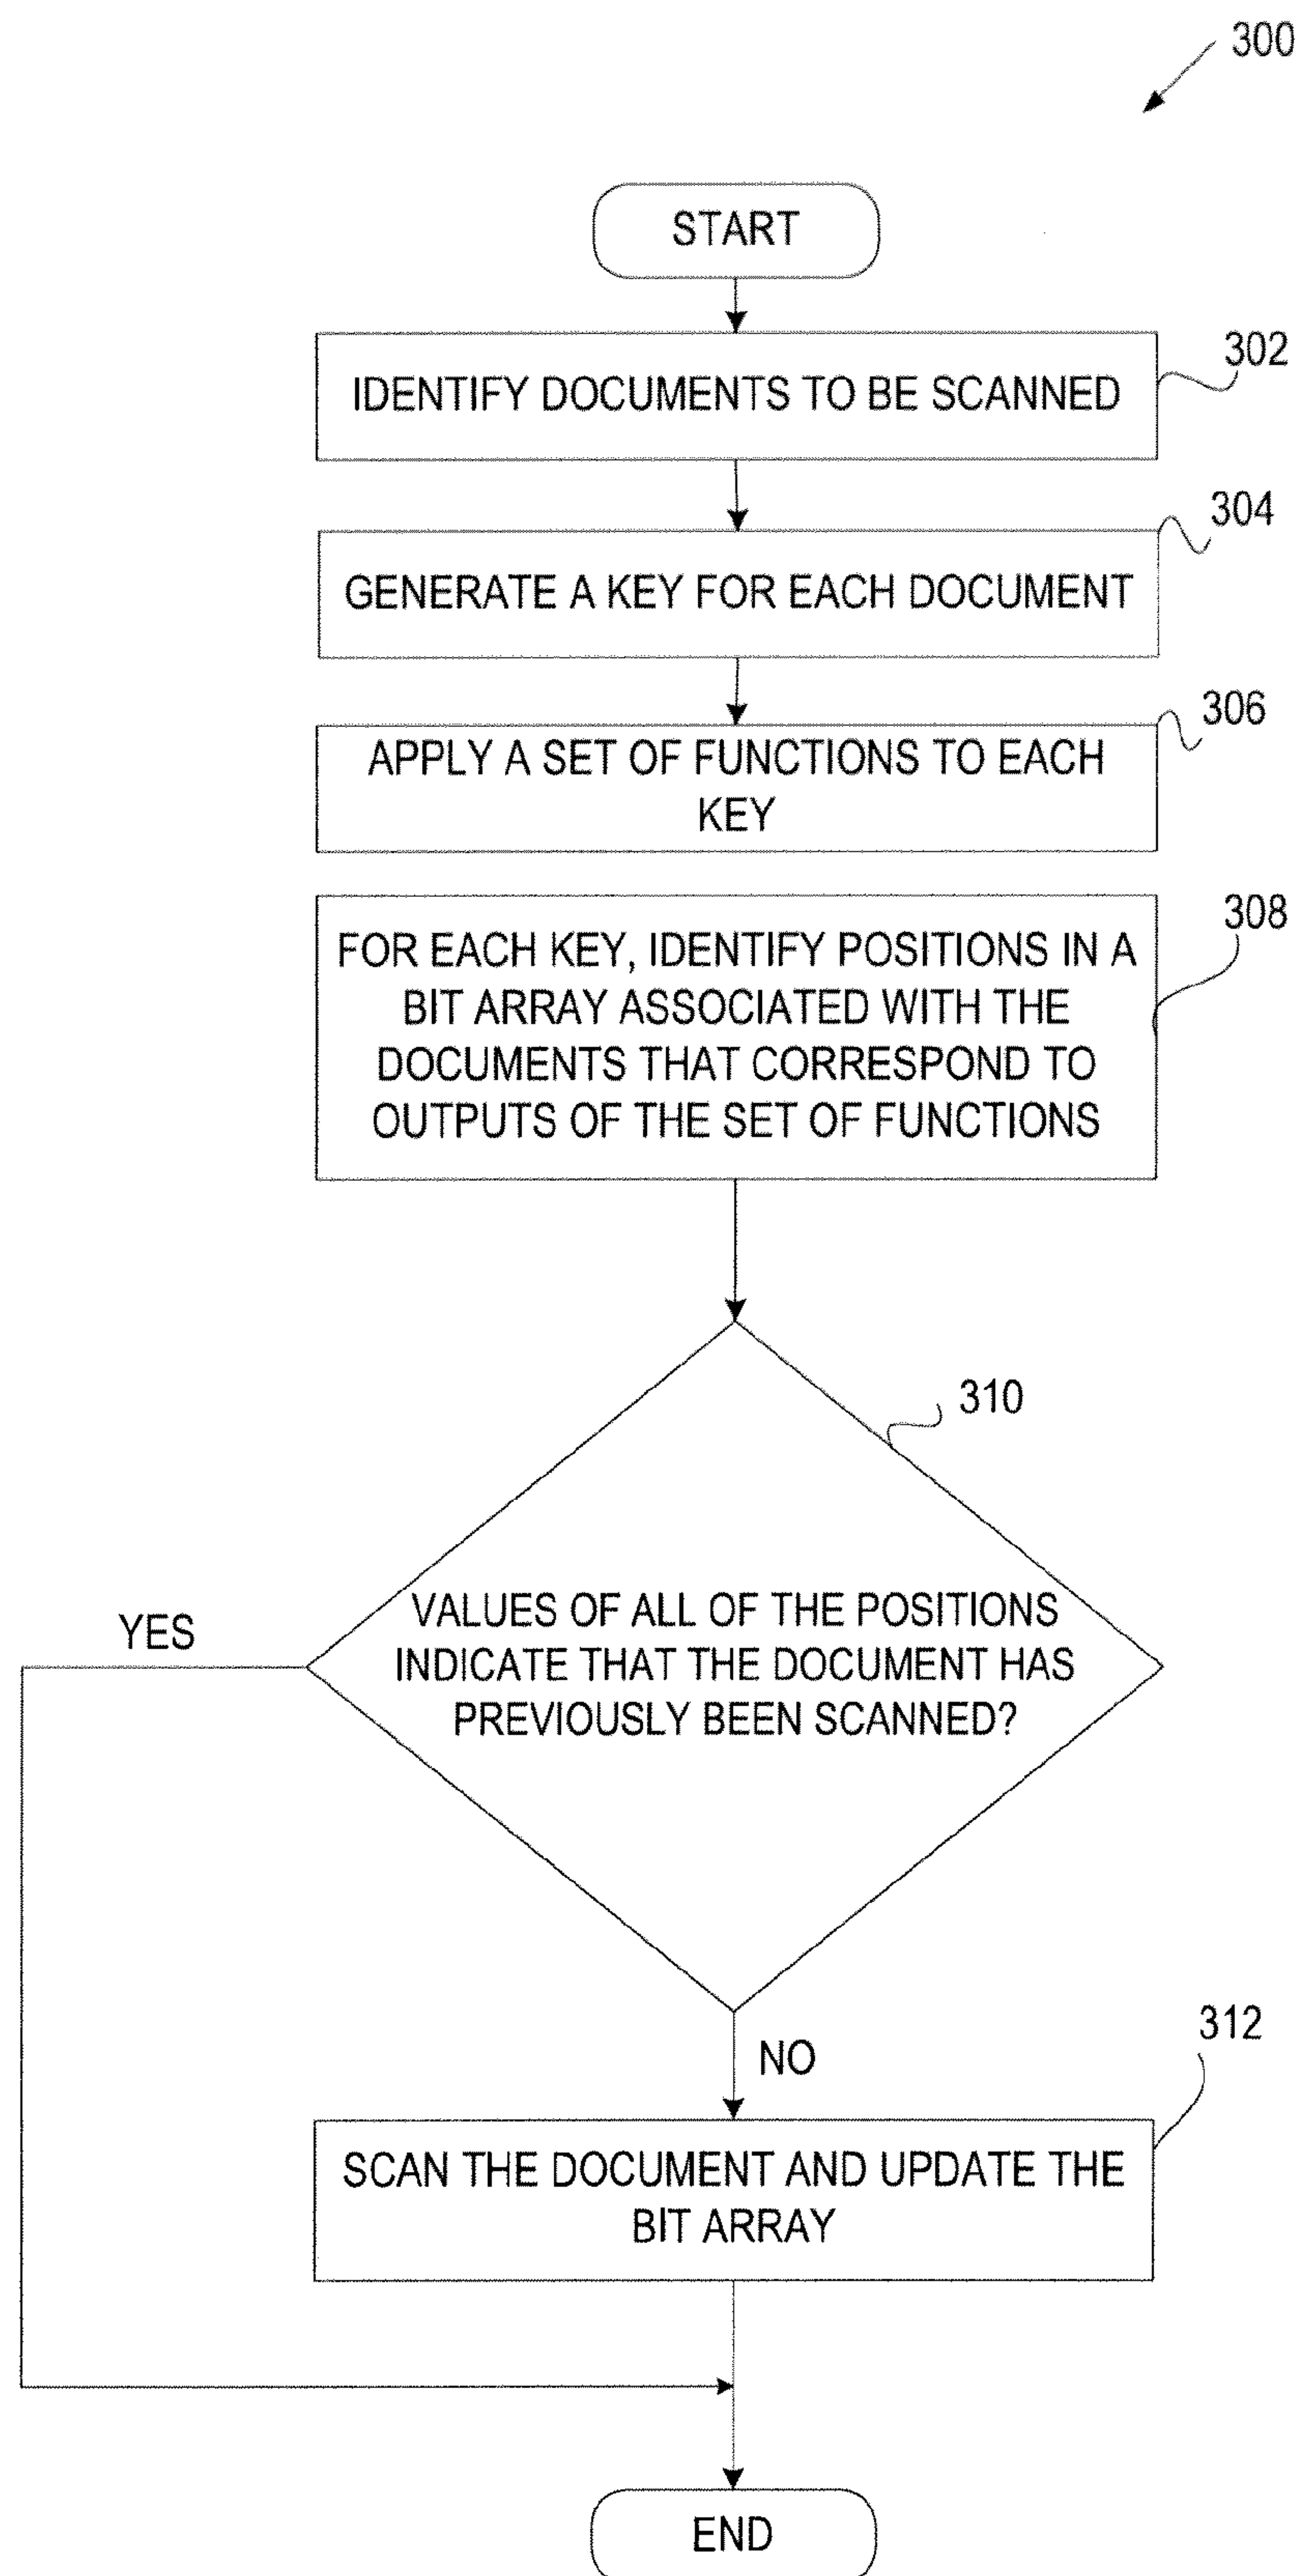 300
START
IDENTIFY DOCUMENTS TO BE SCANNED
302
GENERATE A KEY FOR EACH DOCUMENT
304
APPLY A SET OF FUNCTIONS TO EACH
KEY
306
FOR EACH KEY, IDENTIFY POSITIONS IN A
BIT ARRAY ASSOCIATED WITH THE
DOCUMENTS THAT CORRESPOND TO
OUTPUTS OF THE SET OF FUNCTIONS
308
310
VALUES OF ALL OF THE POSITIONS
INDICATE THAT THE DOCUMENT HAS
PREVIOUSLY BEEN SCANNED?
YES
NO
312
SCAN THE DOCUMENT AND UPDATE THE
BIT ARRAY
END